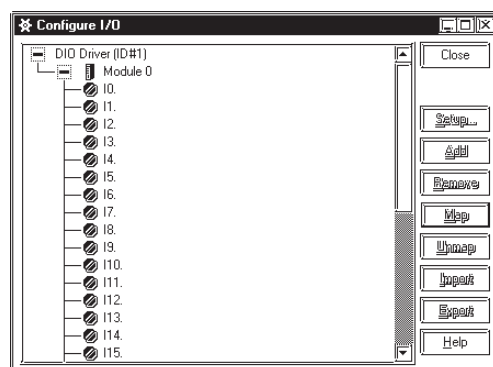 Configure I/O
DIO Driver (ID#1)
Module 0
I0.
I1.
I2.
I3.
I4.
I5.
I6.
I7.
I8.
I9.
I10.
I11.
I12.
I13.
I14.
I15.
Close
Setup...
Add
Remove
Map
Unmap
Import
Export
Help